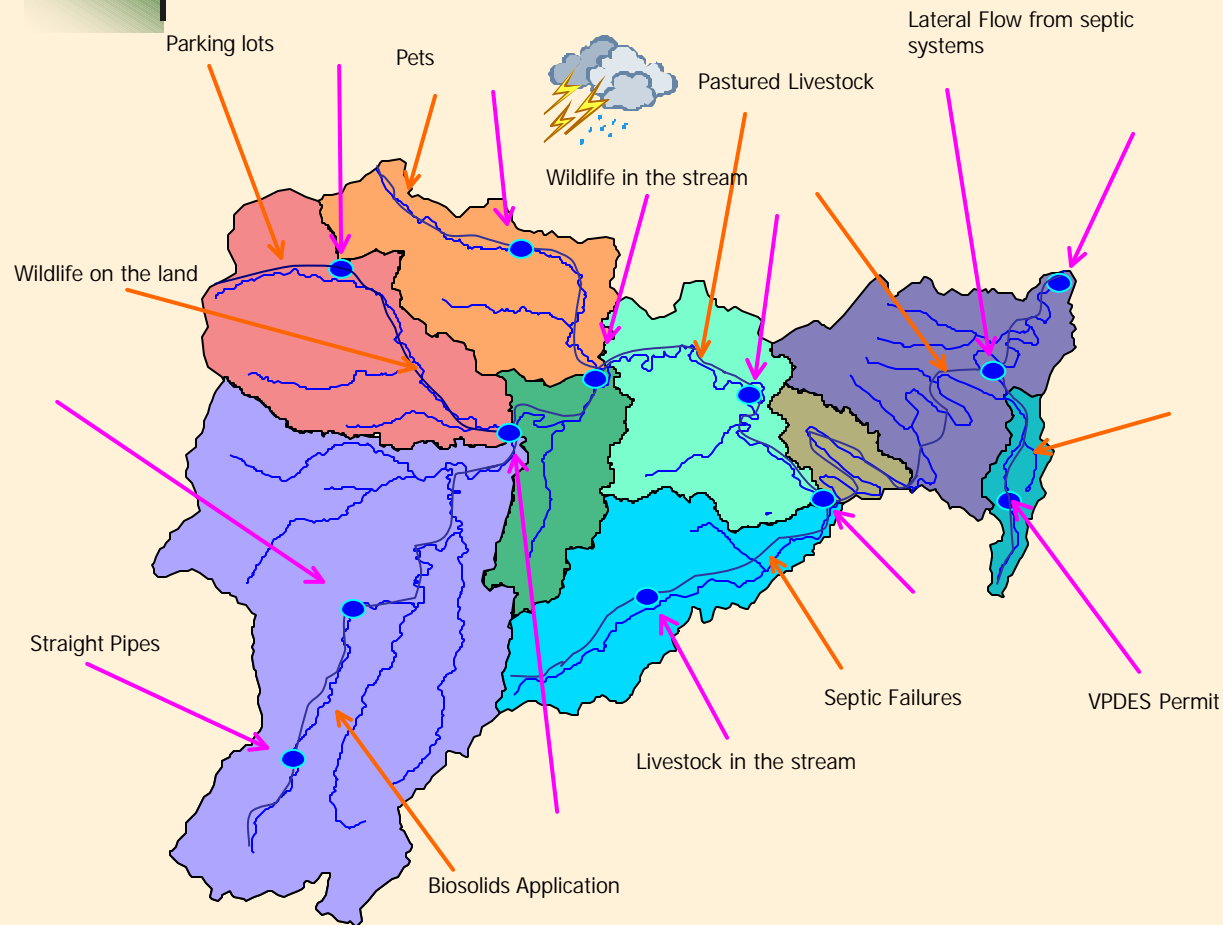 Lateral Flow from septic
systems
Parking lots
Pets
Pastured Livestock
Wildlife in the stream
Wildlife on the land
Straight Pipes
Septic Failures
VPDES Permit
Livestock in the stream
Biosolids Application